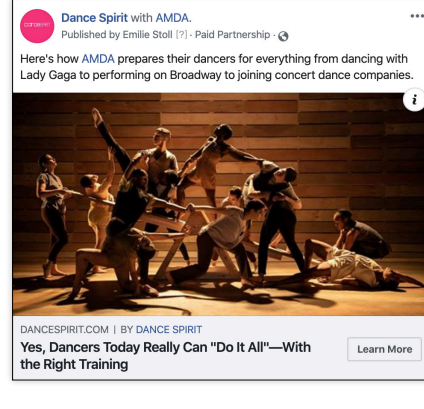 Dance Spirit with AMDA.
Published by Emilie Stoll [?] · Paid Partnership ·
Here's how AMDA prepares their dancers for everything from dancing with
Lady Gaga to performing on Broadway to joining concert dance companies.
i
DANCESPIRIT.COM | BY DANCE SPIRIT
Yes, Dancers Today Really Can "Do It All"—With
the Right Training
Learn More